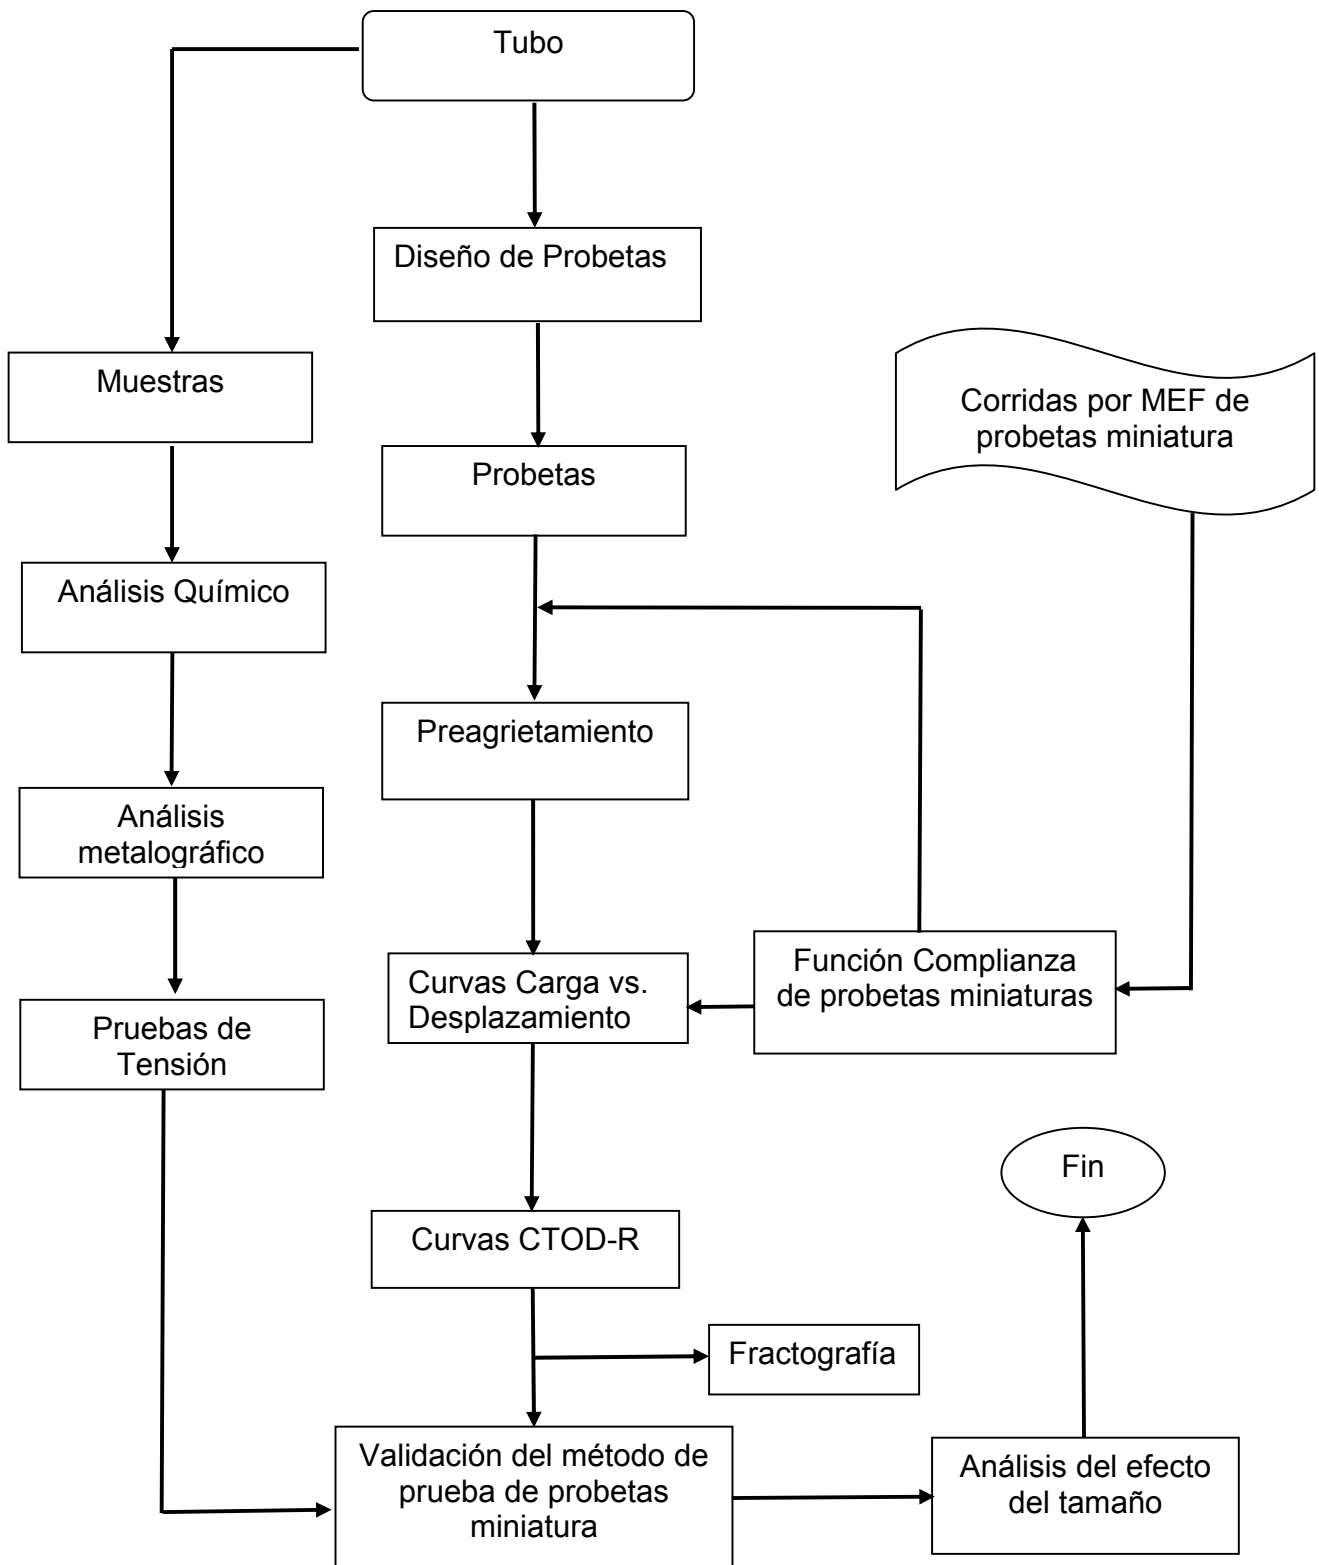 Tubo
Diseño de Probetas
Muestras
Corridas por MEF de
probetas miniatura
Probetas
Análisis Químico
Preagrietamiento
Análisis
metalográfico
Función Complianza
de probetas miniaturas
Curvas Carga vs.
Desplazamiento
Pruebas de
Tensión
Fin
Curvas CTOD-R
Fractografía
Validación del método de
prueba de probetas
miniatura
Análisis del efecto
del tamaño